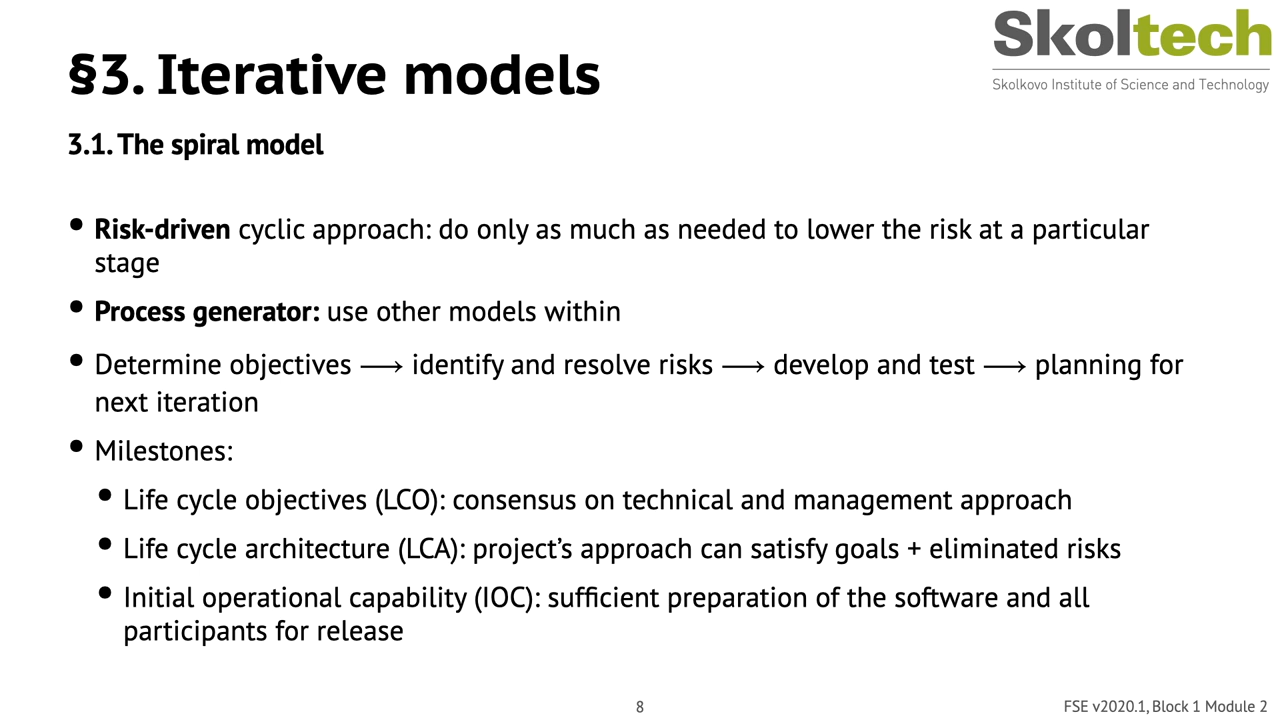 Skoltech
Skolkovo Institute of Science and Technology
§3. Iterative models
3.1. The spiral model
• Risk-driven cyclic approach: do only as much as needed to lower the risk at a particular
stage
• Process generator: use other models within
• Determine objectives ⟶ identify and resolve risks ⟶ develop and test ⟶ planning for
next iteration
• Milestones:
• Life cycle objectives (LCO): consensus on technical and management approach
• Life cycle architecture (LCA): project’s approach can satisfy goals + eliminated risks
• Initial operational capability (IOC): sufficient preparation of the software and all
participants for release
8
FSE v2020.1, Block 1 Module 2